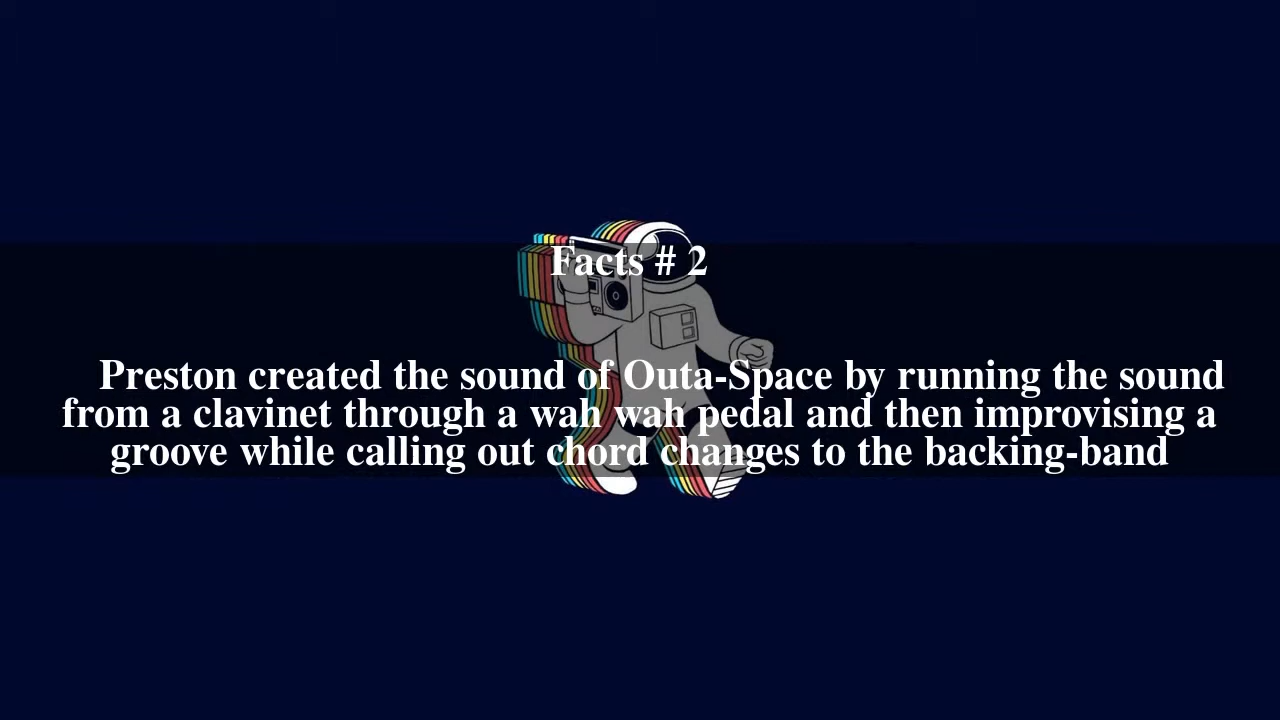 Facts # 2
Preston created the sound of Outa-Space by running the sound
from a clavinet through a wah wah pedal and then improvising a
groove while calling out chord changes to the backing-band